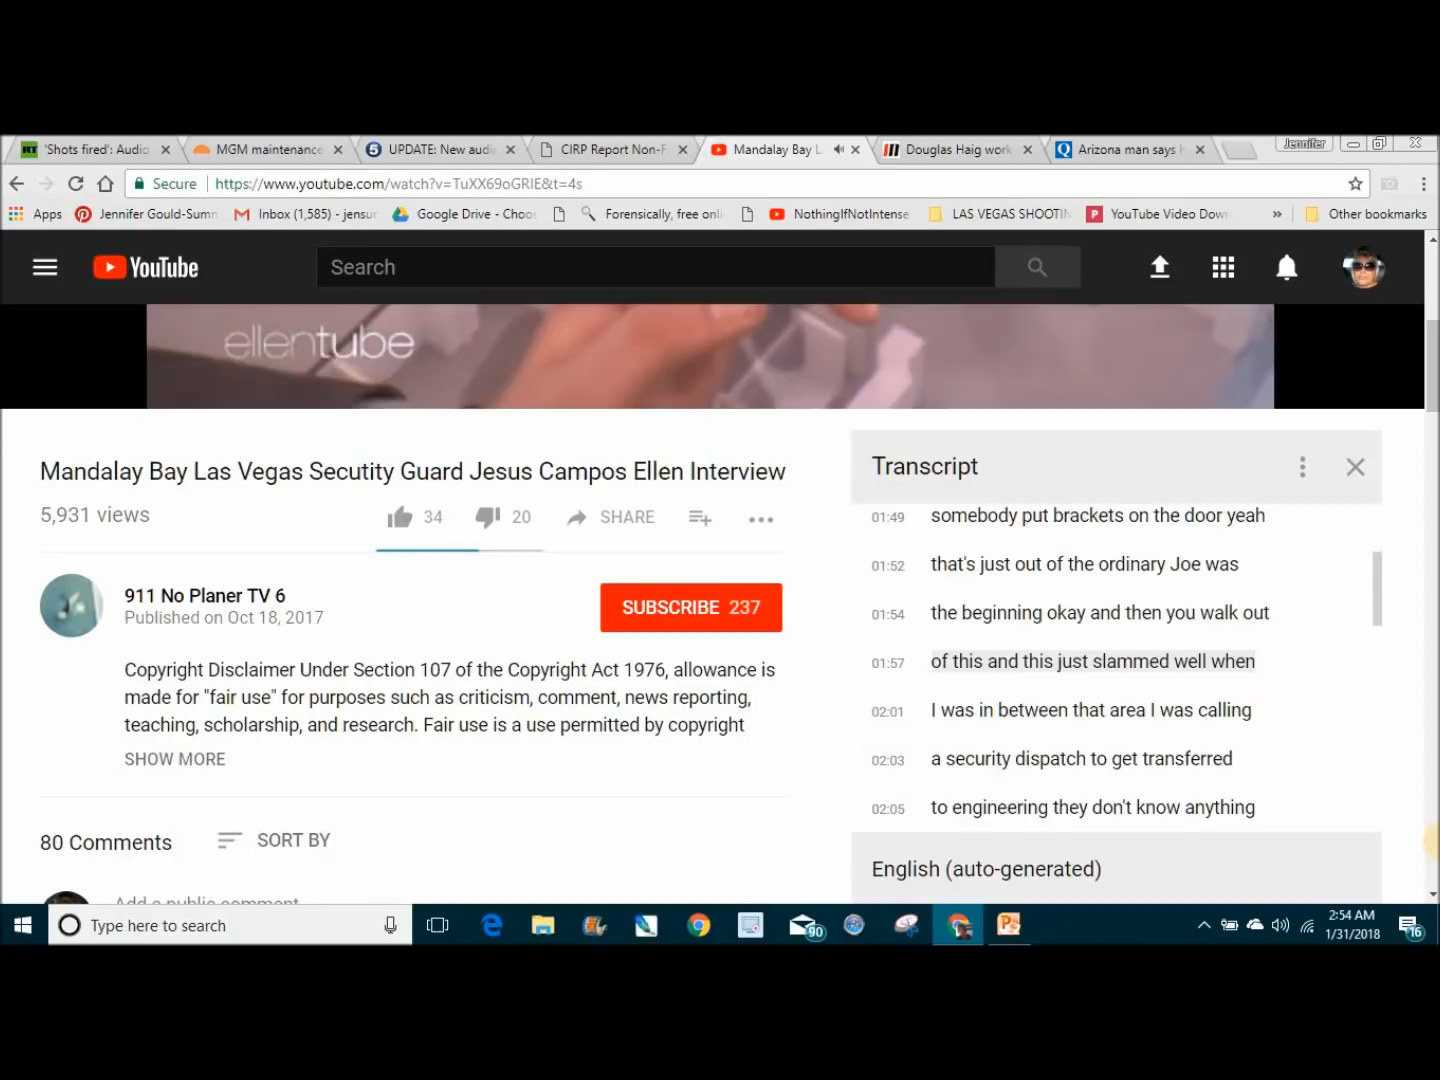 'Shots fired': Audio
MGM maintenance
UPDATE: New audi
CIRP Report Non-F
Mandalay Bay L
Douglas Haig work
Arizona man says
Jennifer
Secure
https://www.youtube.com/watch?v=TuXX69oGRIE&t=4s
Apps
Jennifer Gould-Summ
Inbox (1,585) - jensur
Google Drive - Choo
Forensically, free onli
NothingIfNotIntense
LAS VEGAS SHOOTIN
YouTube Video Dow
»
Other bookmarks
YouTube
Search
ellentube
Mandalay Bay Las Vegas Secutity Guard Jesus Campos Ellen Interview
5,931 views
34
20
SHARE
911 No Planer TV 6
Published on Oct 18, 2017
SUBSCRIBE 237
Copyright Disclaimer Under Section 107 of the Copyright Act 1976, allowance is
made for "fair use" for purposes such as criticism, comment, news reporting,
teaching, scholarship, and research. Fair use is a use permitted by copyright
SHOW MORE
80 Comments
SORT BY
Add a public comment
Transcript
01:49 somebody put brackets on the door yeah
01:52 that's just out of the ordinary Joe was
01:54 the beginning okay and then you walk out
01:57 of this and this just slammed well when
02:01 I was in between that area I was calling
02:03 a security dispatch to get transferred
02:05 to engineering they don't know anything
English (auto-generated)
Type here to search
90
2:54 AM
1/31/2018
16